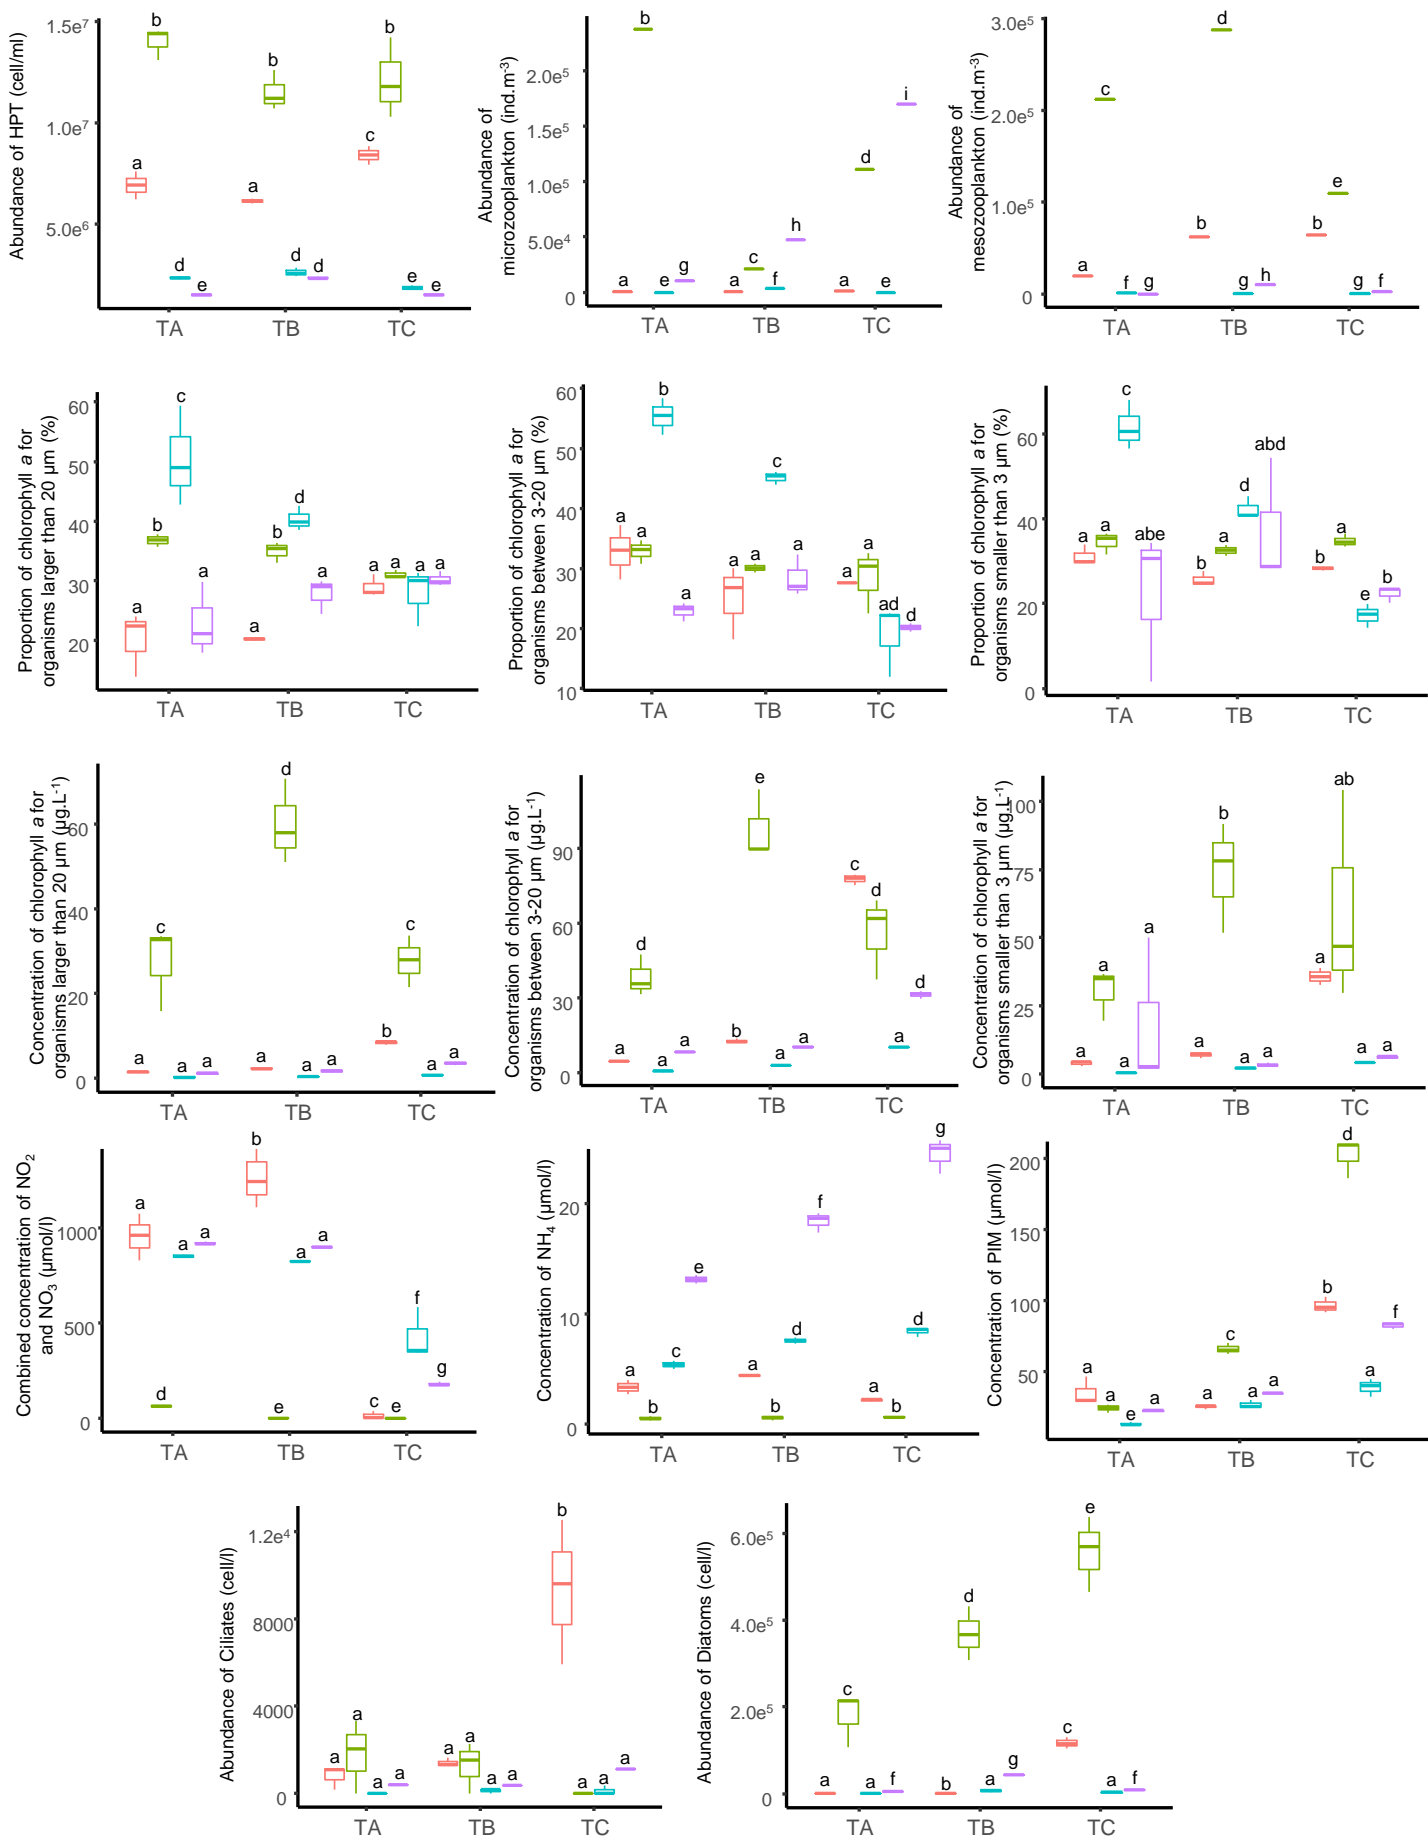 Abundance of HPT (cell/ml)
1.5e⁷
1.0e⁷
5.0e⁶
b
b
b
a
a
c
d
e
d
d
e
e
TA TB TC
Abundance of
microzooplankton (ind.m⁻³)
2.0e⁵
1.5e⁵
1.0e⁵
5.0e⁴
0
b
i
d
h
a
e
g
a
c
f
a
e
TA TB TC
Abundance of
mesozooplankton (ind.m⁻³)
3.0e⁵
2.0e⁵
1.0e⁵
0
d
c
e
b
b
a
f
g
g
h
g
f
TA TB TC
Proportion of chlorophyll a for
organisms larger than 20 µm (%)
60
50
40
30
20
c
b
a
a
b
d
a
a
a
a
a
a
TA TB TC
Proportion of chlorophyll a for
organisms between 3-20 µm (%)
60
50
40
30
20
10
b
a
a
a
c
a
a
a
a
a
ad
d
TA TB TC
Proportion of chlorophyll a for
organisms smaller than 3 µm (%)
60
40
20
0
c
a
a
abe
abd
d
b
a
b
a
e
b
TA TB TC
Concentration of chlorophyll a for
organisms larger than 20 µm (µg.L⁻¹)
60
40
20
0
d
c
c
a
a
a
a
a
a
b
a
a
TA TB TC
Concentration of chlorophyll a for
organisms between 3-20 µm (µg.L⁻¹)
90
60
30
0
e
c
d
d
d
a
a
a
b
a
a
a
TA TB TC
Concentration of chlorophyll a for
organisms smaller than 3 µm (µg.L⁻¹)
100
75
50
25
0
ab
b
a
a
a
a
a
a
a
TA TB TC
Combined concentration of NO₂
and NO₃ (µmol/l)
1000
500
0
b
a
a
a
a
a
f
g
d
e
c
e
TA TB TC
Concentration of NH₄ (µmol/l)
20
10
0
g
f
e
a
b
c
a
b
d
a
b
d
TA TB TC
Concentration of PIM (µmol/l)
200
150
100
50
d
b
f
c
a
a
e
a
a
a
a
a
TA TB TC
Abundance of Ciliates (cell/l)
1.2e⁴
8000
4000
0
b
a
a
a
a
a
a
a
a
a
a
a
TA TB TC
Abundance of Diatoms (cell/l)
6.0e⁵
4.0e⁵
2.0e⁵
0
e
d
c
c
a
a
f
b
a
g
a
f
TA TB TC